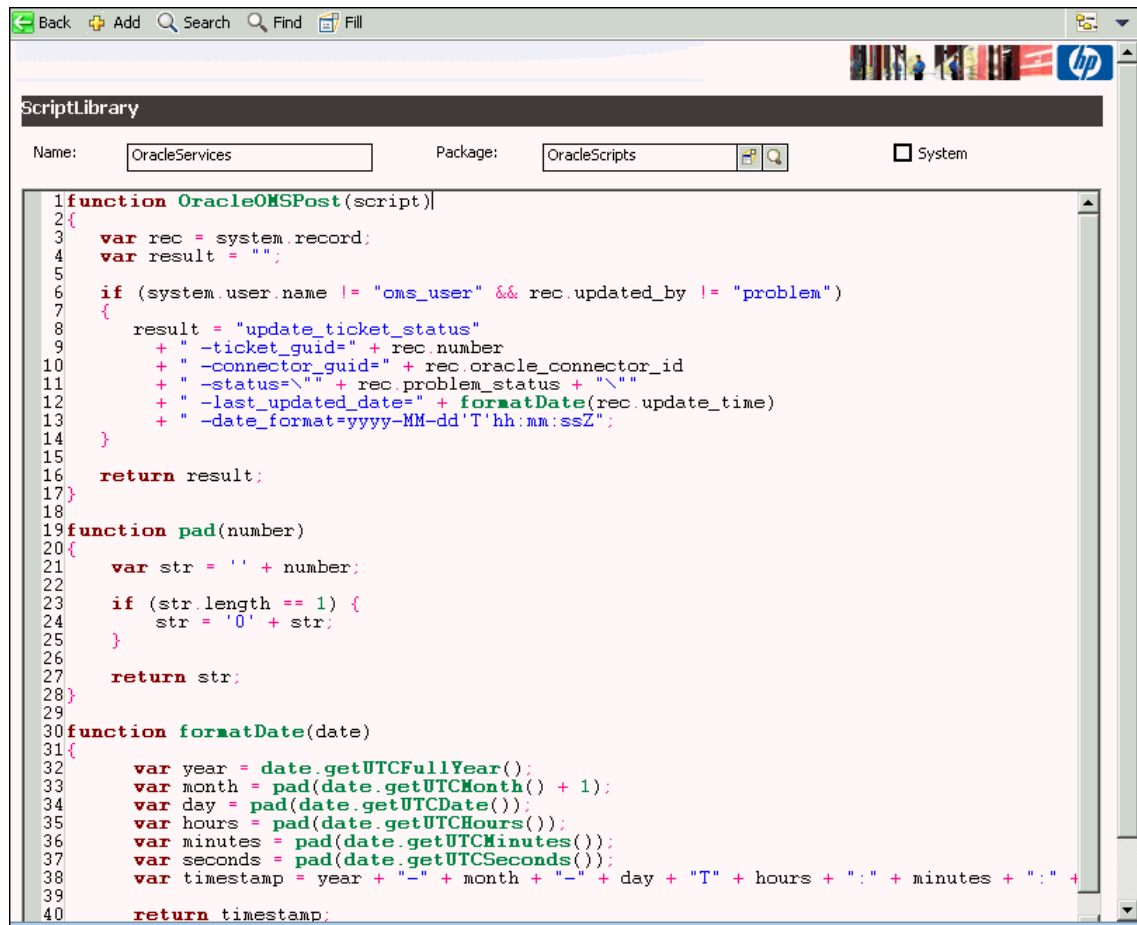 Back Add Search Find Fill
hp
ScriptLibrary
Name: OracleServices Package: OracleScripts System
1 function OracleOMSPost(script)
2 {
3     var rec = system.record;
4     var result = "";
5
6     if (system.user.name != "oms_user" && rec.updated_by != "problem")
7     {
8        result = "update_ticket_status"
9          + " -ticket_guid=" + rec.number
10          + " -connector_guid=" + rec.oracle_connector_id
11          + " -status=\"" + rec.problem_status + "\""
12          + " -last_updated_date=" + formatDate(rec.update_time)
13          + " -date_format=yyyy-MM-dd'T'hh:mm:ssZ";
14     }
15
16     return result;
17 }
18
19 function pad(number)
20 {
21      var str = '' + number;
22
23      if (str.length == 1) {
24          str = '0' + str;
25      }
26
27      return str;
28 }
29
30 function formatDate(date)
31 {
32        var year = date.getUTCFullYear();
33        var month = pad(date.getUTCMonth() + 1);
34        var day = pad(date.getUTCDate());
35        var hours = pad(date.getUTCHours());
36        var minutes = pad(date.getUTCMinutes());
37        var seconds = pad(date.getUTCSeconds());
38        var timestamp = year + "-" + month + "-" + day + "T" + hours + ":" + minutes + ":" +
39
40        return timestamp;